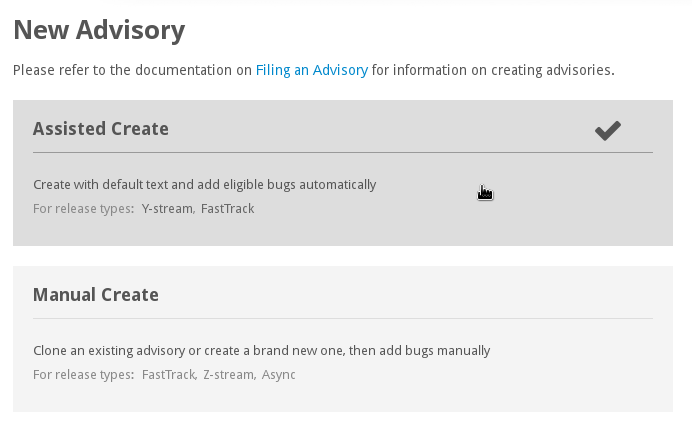 New Advisory
Please refer to the documentation on Filing an Advisory for information on creating advisories.
Assisted Create
Create with default text and add eligible bugs automatically
For release types: Y-stream, FastTrack
Manual Create
Clone an existing advisory or create a brand new one, then add bugs manually
For release types: FastTrack, Z-stream, Async